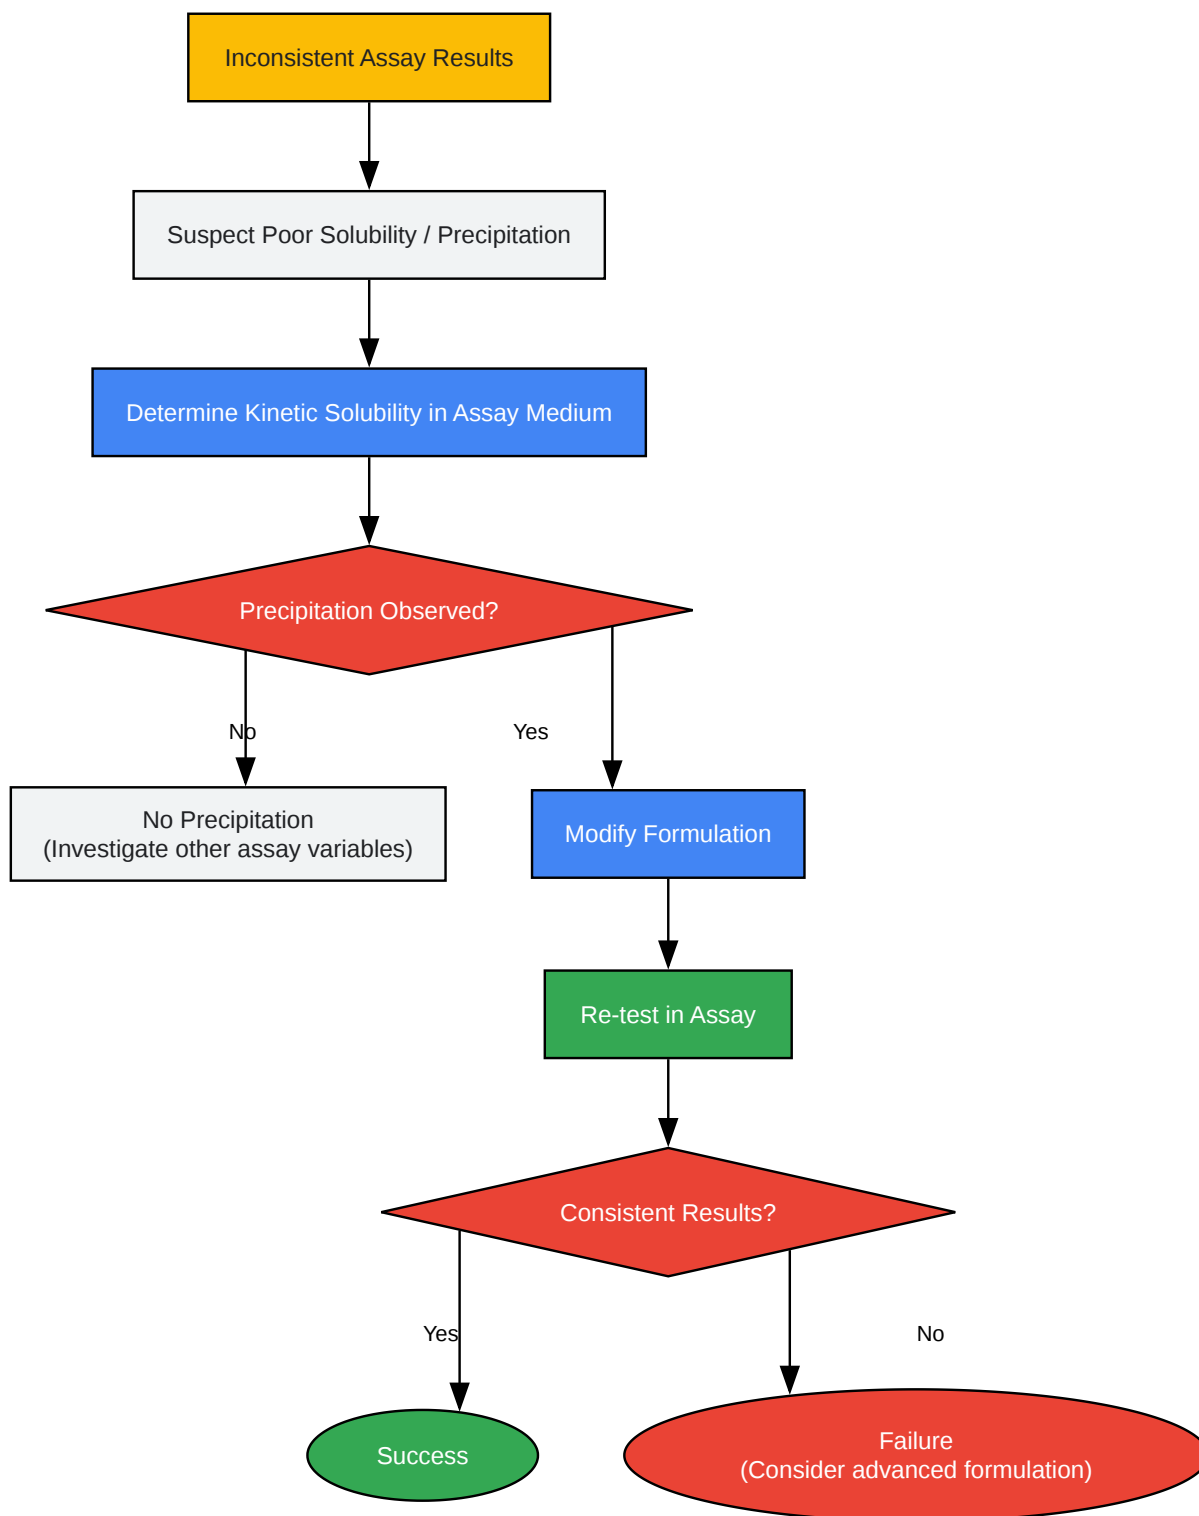 Inconsistent Assay Results
Suspect Poor Solubility / Precipitation
Determine Kinetic Solubility in Assay Medium
Precipitation Observed?
No
Yes
No Precipitation
(Investigate other assay variables)
Modify Formulation
Re-test in Assay
Consistent Results?
Yes
No
Success
Failure
(Consider advanced formulation)